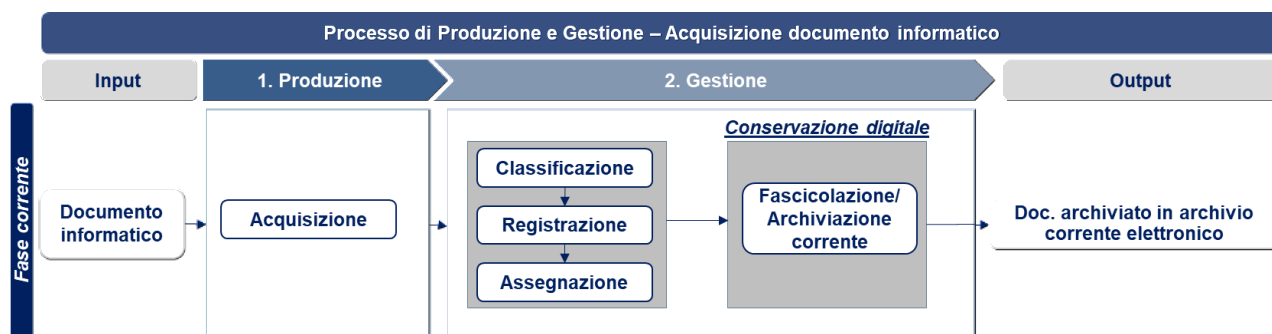 Processo di Produzione e Gestione – Acquisizione documento informatico
Input
1. Produzione
2. Gestione
Output
Fase corrente
Documento
informatico
Acquisizione
Classificazione
Registrazione
Assegnazione
Conservazione digitale
Fascicolazione/
Archiviazione
corrente
Doc. archiviato in archivio
corrente elettronico